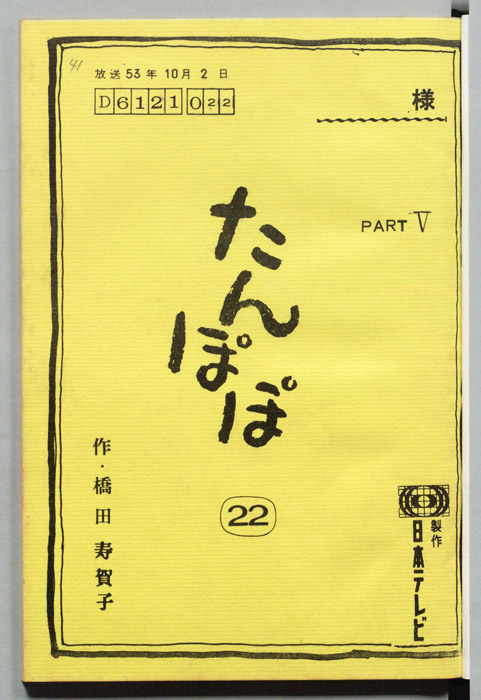 41
放送53年10月2日
D61210022
様
PART V
たんぽぽ
22
作・橋田寿賀子
製作
日本テレビ